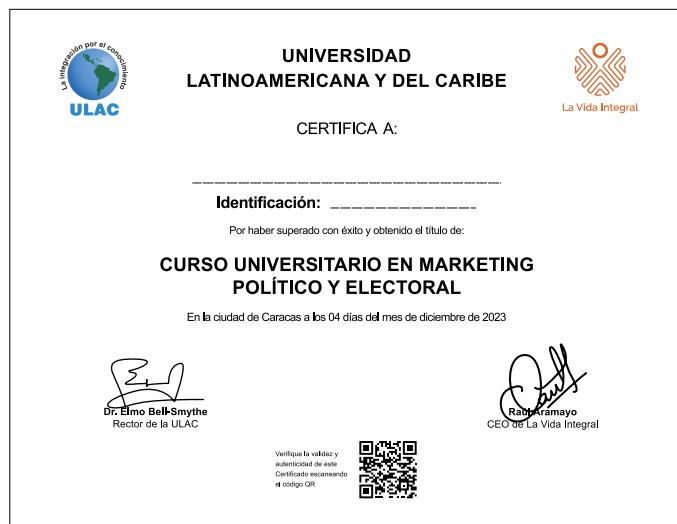 La integración por el conocimiento
ULAC
UNIVERSIDAD
LATINOAMERICANA Y DEL CARIBE
La Vida Integral
CERTIFICA A:
Identificación:
Por haber superado con éxito y obtenido el título de:
CURSO UNIVERSITARIO EN MARKETING
POLÍTICO Y ELECTORAL
En la ciudad de Caracas a los 04 días del mes de diciembre de 2023
Dr. Elmo Bell-Smythe
Rector de la ULAC
Raúl Aramayo
CEO de La Vida Integral
Verifique la validez y
autenticidad de este
Certificado escaneando
el código QR